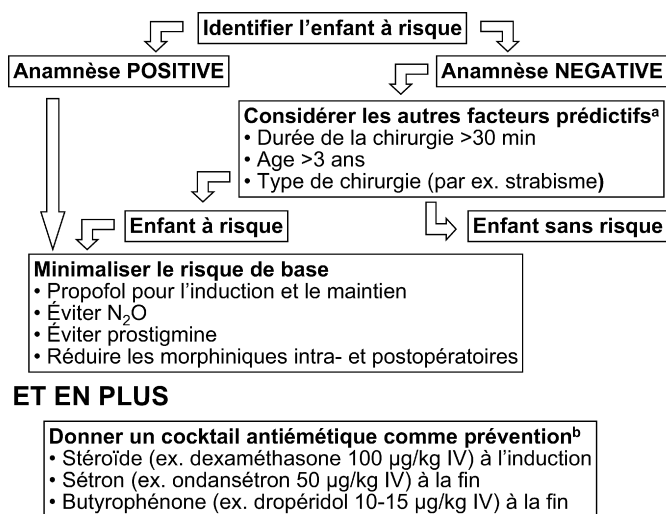 Identifier l'enfant à risque
Anamnèse POSITIVE
Anamnèse NEGATIVE
Considérer les autres facteurs prédictifsᵃ
• Durée de la chirurgie >30 min
• Age >3 ans
• Type de chirurgie (par ex. strabisme)
Enfant à risque
Enfant sans risque
Minimaliser le risque de base
• Propofol pour l'induction et le maintien
• Éviter N₂O
• Éviter prostigmine
• Réduire les morphiniques intra- et postopératoires
ET EN PLUS
Donner un cocktail antiémétique comme préventionᵇ
• Stéroïde (ex. dexaméthasone 100 µg/kg IV) à l'induction
• Sétron (ex. ondansétron 50 µg/kg IV) à la fin
• Butyrophénone (ex. dropéridol 10-15 µg/kg IV) à la fin